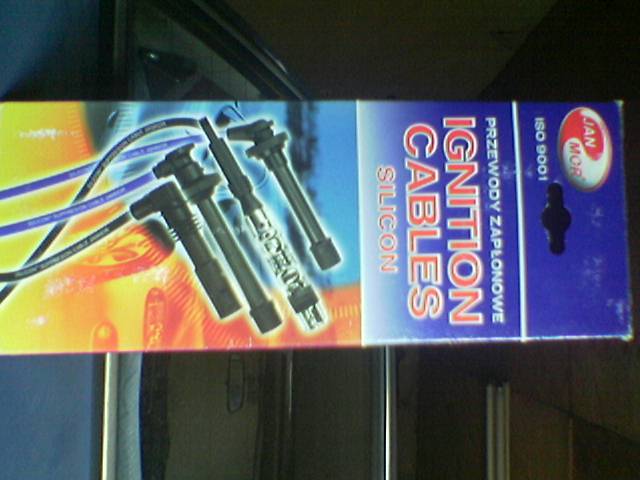 JAN
MOR
ISO 9001
PRZEWODY ZAPŁONOWE
IGNITION
CABLES
SILICON